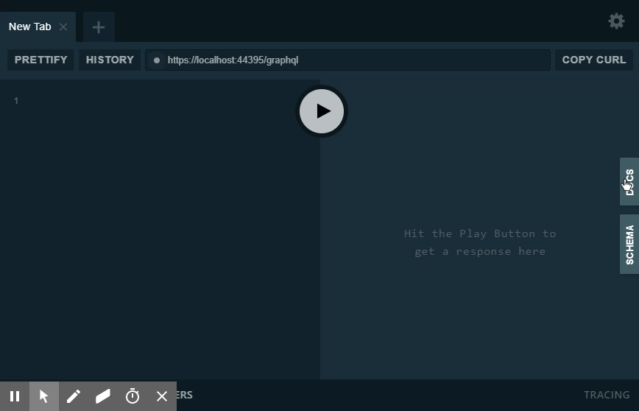 New Tab
PRETTIFY HISTORY https://localhost:44395/graphql COPY CURL
1
DOCS
Hit the Play Button to
get a response here
SCHEMA
ERS
TRACING